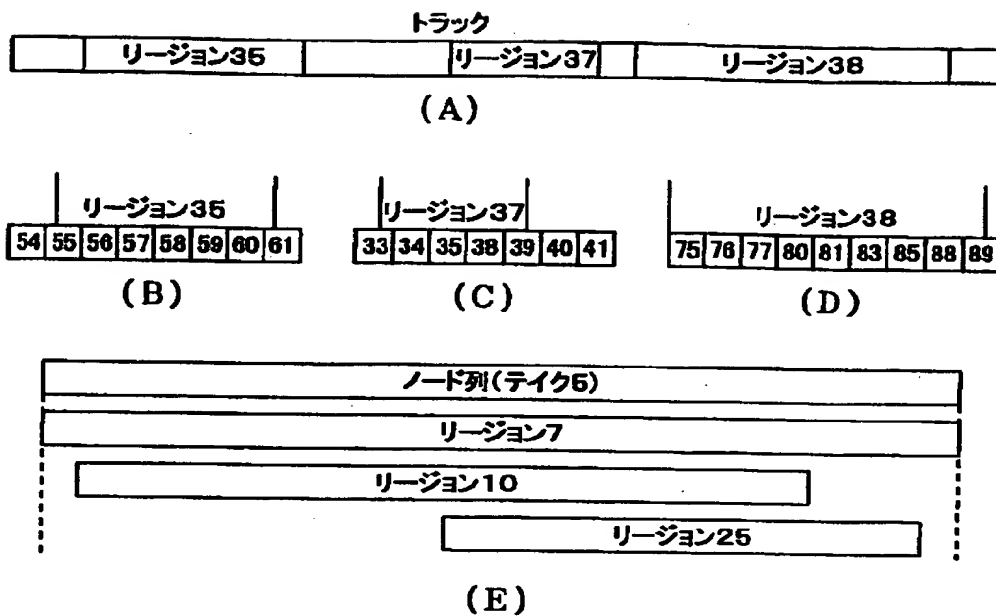 トラック
リージョン35 リージョン37 リージョン38
(A)
リージョン35 リージョン37 リージョン38
54 55 56 57 58 59 60 61 33 34 35 38 39 40 41 75 76 77 80 81 83 85 88 89
(B) (C) (D)
ノード列(テイク5)
リージョン7
リージョン10
リージョン25
(E)